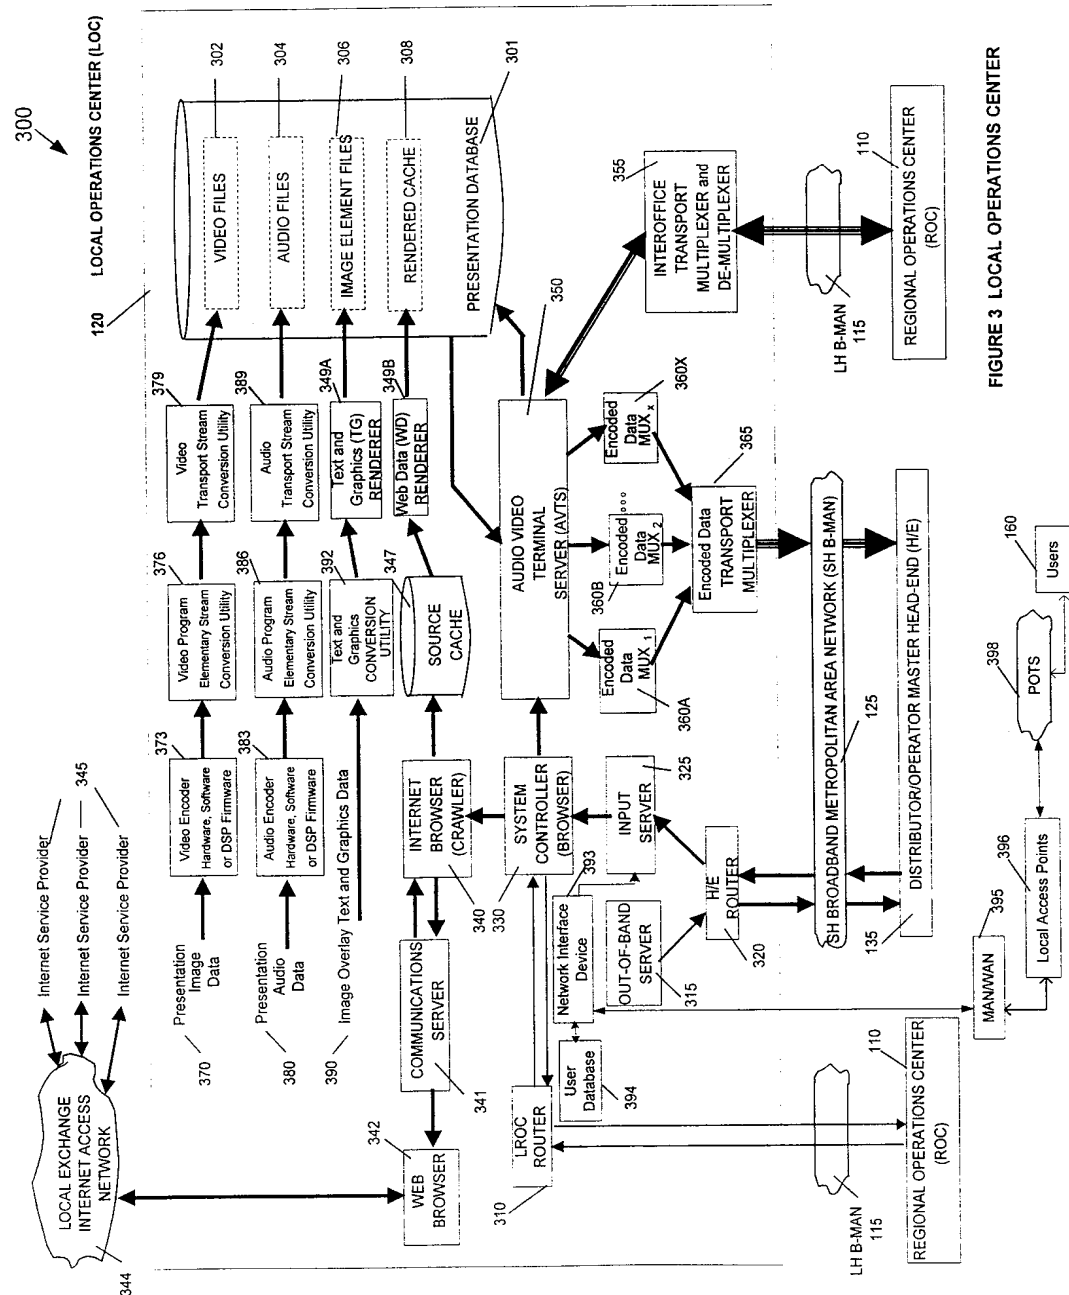 300
LOCAL OPERATIONS CENTER (LOC)
120
Internet Service Provider
Internet Service Provider
Internet Service Provider
345
LOCAL EXCHANGE
INTERNET ACCESS
NETWORK
344
Presentation
Image
Data
370
373
Video Encoder
Hardware, Software
or DSP Firmware
376
Video Program
Elementary Stream
Conversion Utility
379
Video
Transport Stream
Conversion Utility
VIDEO FILES
302
Presentation
Audio
Data
380
383
Audio Encoder
Hardware, Software
or DSP Firmware
386
Audio Program
Elementary Stream
Conversion Utility
389
Audio
Transport Stream
Conversion Utility
AUDIO FILES
304
390
Image Overlay Text and Graphics Data
392
Text and
Graphics
CONVERSION
UTILITY
349A
Text and
Graphics (TG)
RENDERER
IMAGE ELEMENT FILES
306
342
WEB
BROWSER
COMMUNICATIONS
SERVER
341
INTERNET
BROWSER
(CRAWLER)
340
347
SOURCE
CACHE
349B
Web Data (WD)
RENDERER
RENDERED CACHE
308
PRESENTATION DATABASE
301
LROC
ROUTER
310
SYSTEM
CONTROLLER
(BROWSER)
330
AUDIO VIDEO
TERMINAL
SERVER (AVTS)
350
User
Database
394
Network Interface
Device
393
INPUT
SERVER
325
OUT-OF-BAND
SERVER
315
H/E
ROUTER
320
Encoded
Data
MUX 1
360A
Encoded
Data
MUX 2
360B
Encoded
Data
MUX x
360X
Encoded Data
TRANSPORT
MULTIPLEXER
365
INTEROFFICE
TRANSPORT
MULTIPLEXER and
DE-MULTIPLEXER
355
SH BROADBAND METROPOLITAN AREA NETWORK (SH B-MAN)
125
DISTRIBUTOR/OPERATOR MASTER HEAD-END (H/E)
135
LH B-MAN
115
REGIONAL OPERATIONS CENTER
(ROC)
110
LH B-MAN
115
REGIONAL OPERATIONS CENTER
(ROC)
110
MAN/WAN
395
Local Access Points
396
POTS
398
Users
160
FIGURE 3 LOCAL OPERATIONS CENTER